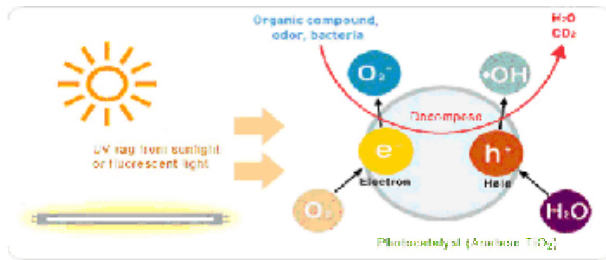 Organic compound,
odor, bacteria
H₂O
CO₂
O₂⁻
•OH
Decompose
UV ray from sunlight
or fluorescent light
e⁻
h⁺
Electron
Hole
O₂
H₂O
Photocatalyst (Anatase TiO₂)